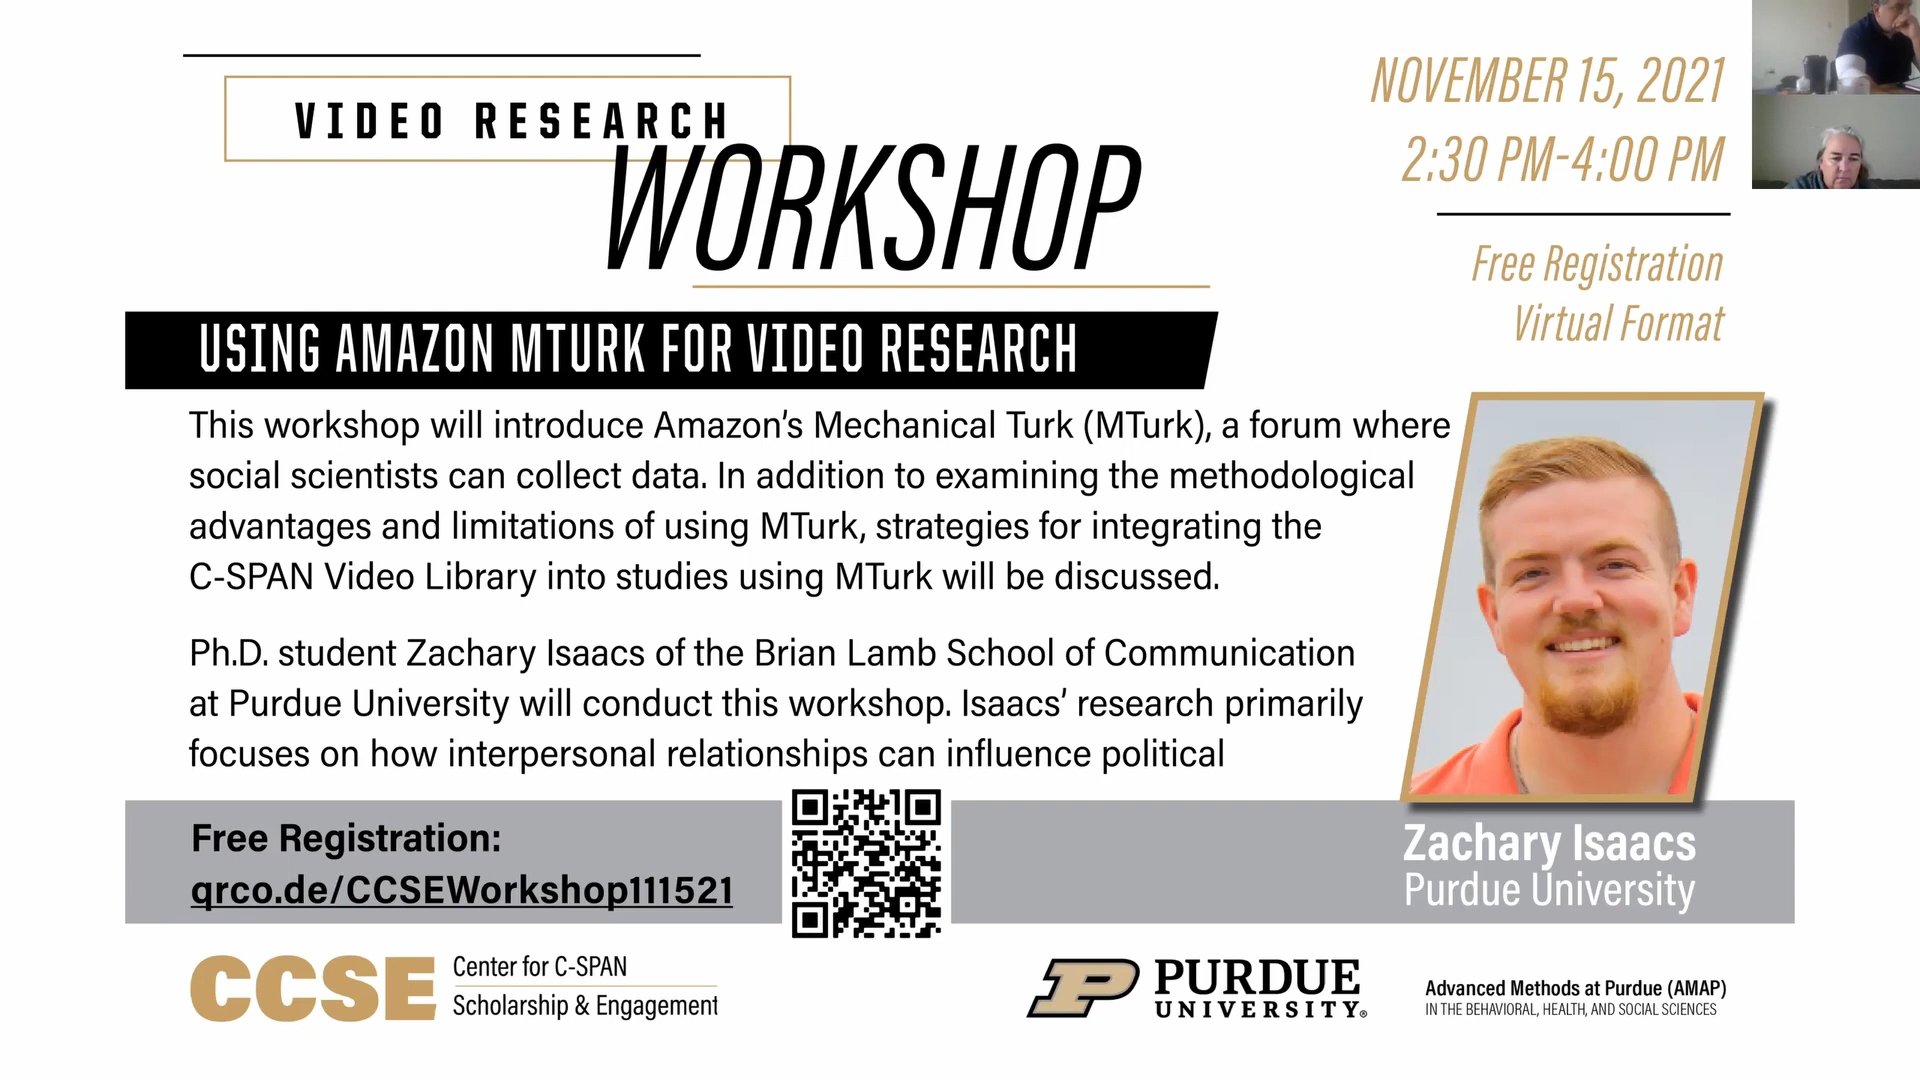 VIDEO RESEARCH
WORKSHOP
NOVEMBER 15, 2021
2:30 PM-4:00 PM
Free Registration
Virtual Format
USING AMAZON MTURK FOR VIDEO RESEARCH
This workshop will introduce Amazon’s Mechanical Turk (MTurk), a forum where
social scientists can collect data. In addition to examining the methodological
advantages and limitations of using MTurk, strategies for integrating the
C-SPAN Video Library into studies using MTurk will be discussed.
Ph.D. student Zachary Isaacs of the Brian Lamb School of Communication
at Purdue University will conduct this workshop. Isaacs’ research primarily
focuses on how interpersonal relationships can influence political
Free Registration:
qrco.de/CCSEWorkshop111521
Zachary Isaacs
Purdue University
CCSE
Center for C-SPAN
Scholarship & Engagement
P
PURDUE
UNIVERSITY®
Advanced Methods at Purdue (AMAP)
IN THE BEHAVIORAL, HEALTH, AND SOCIAL SCIENCES